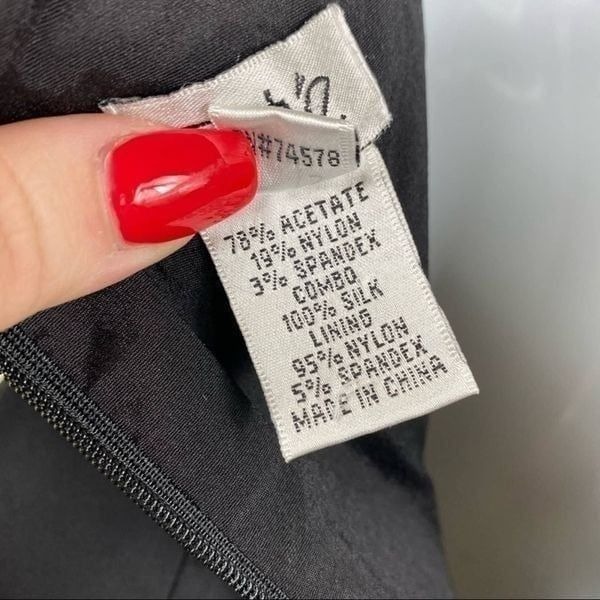 N#74578
78% ACETATE
19% NYLON
3% SPANDEX
COMBO
100% SILK
LINING
95% NYLON
5% SPANDEX
MADE IN CHINA